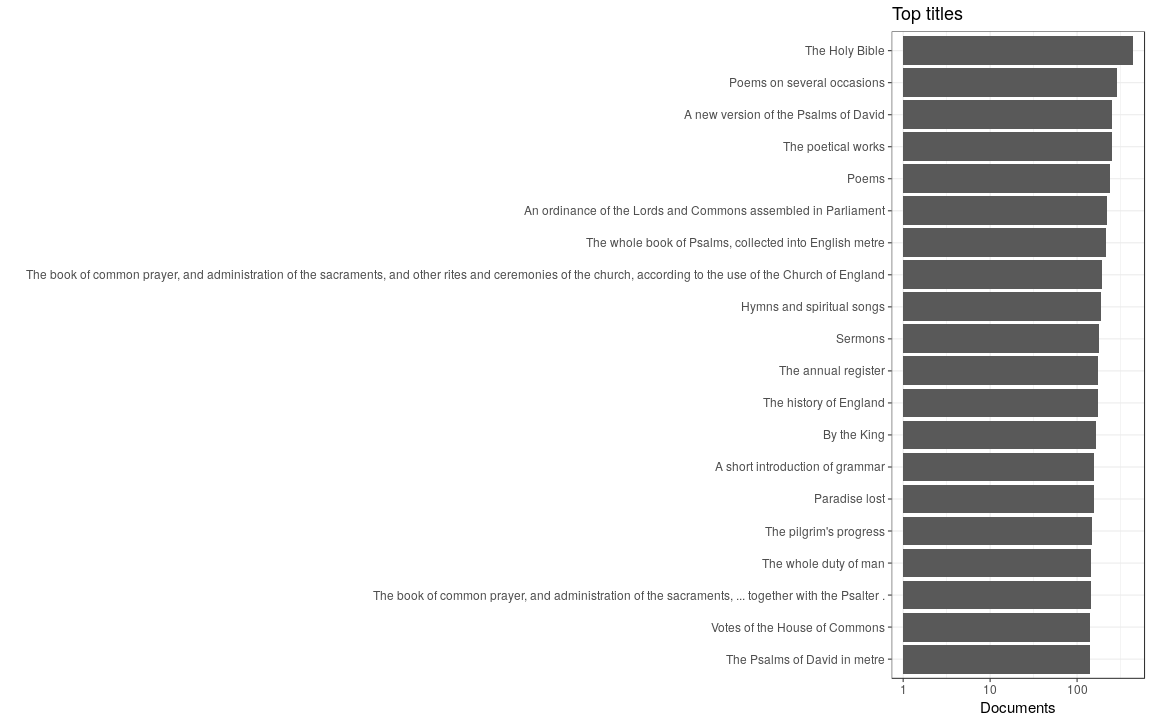 Top titles
The Holy Bible
Poems on several occasions
A new version of the Psalms of David
The poetical works
Poems
An ordinance of the Lords and Commons assembled in Parliament
The whole book of Psalms, collected into English metre
The book of common prayer, and administration of the sacraments, and other rites and ceremonies of the church, according to the use of the Church of England
Hymns and spiritual songs
Sermons
The annual register
The history of England
By the King
A short introduction of grammar
Paradise lost
The pilgrim's progress
The whole duty of man
The book of common prayer, and administration of the sacraments, ... together with the Psalter .
Votes of the House of Commons
The Psalms of David in metre
1 10 100
Documents